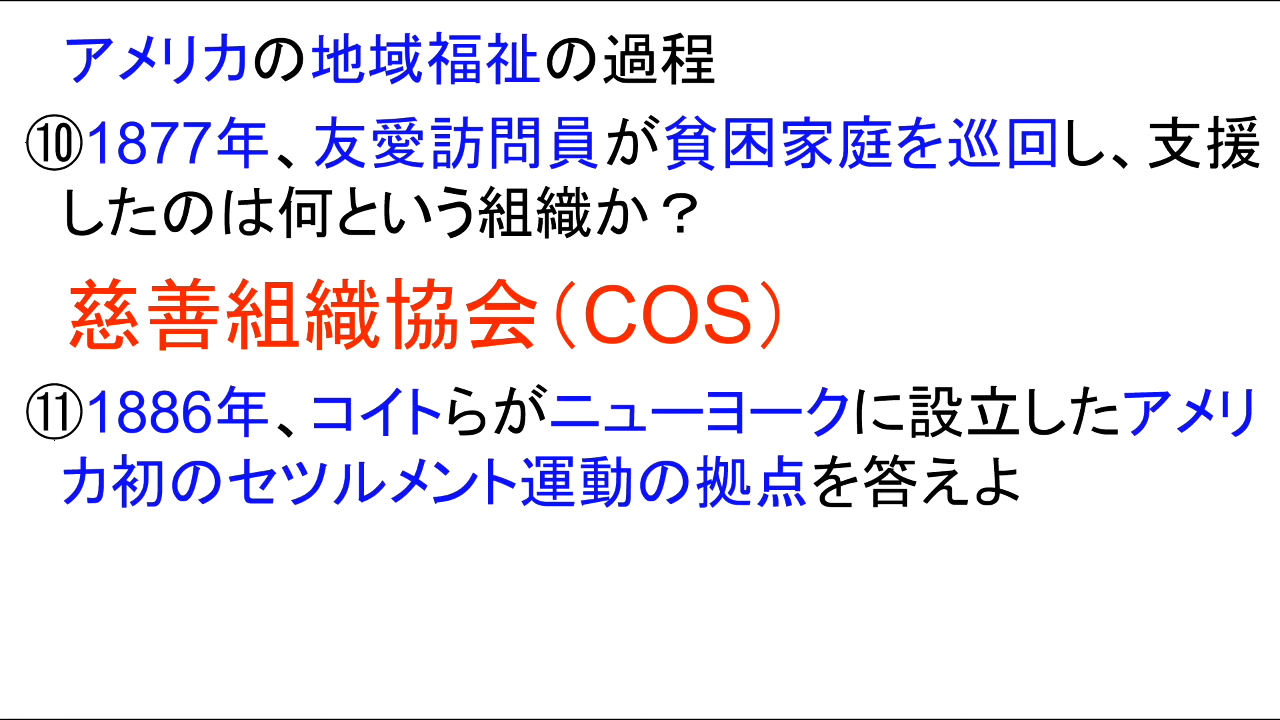 アメリカの地域福祉の過程
⑩1877年、友愛訪問員が貧困家庭を巡回し、支援
したのは何という組織か？
慈善組織協会（COS）
⑪1886年、コイトらがニューヨークに設立したアメリ
カ初のセツルメント運動の拠点を答えよ